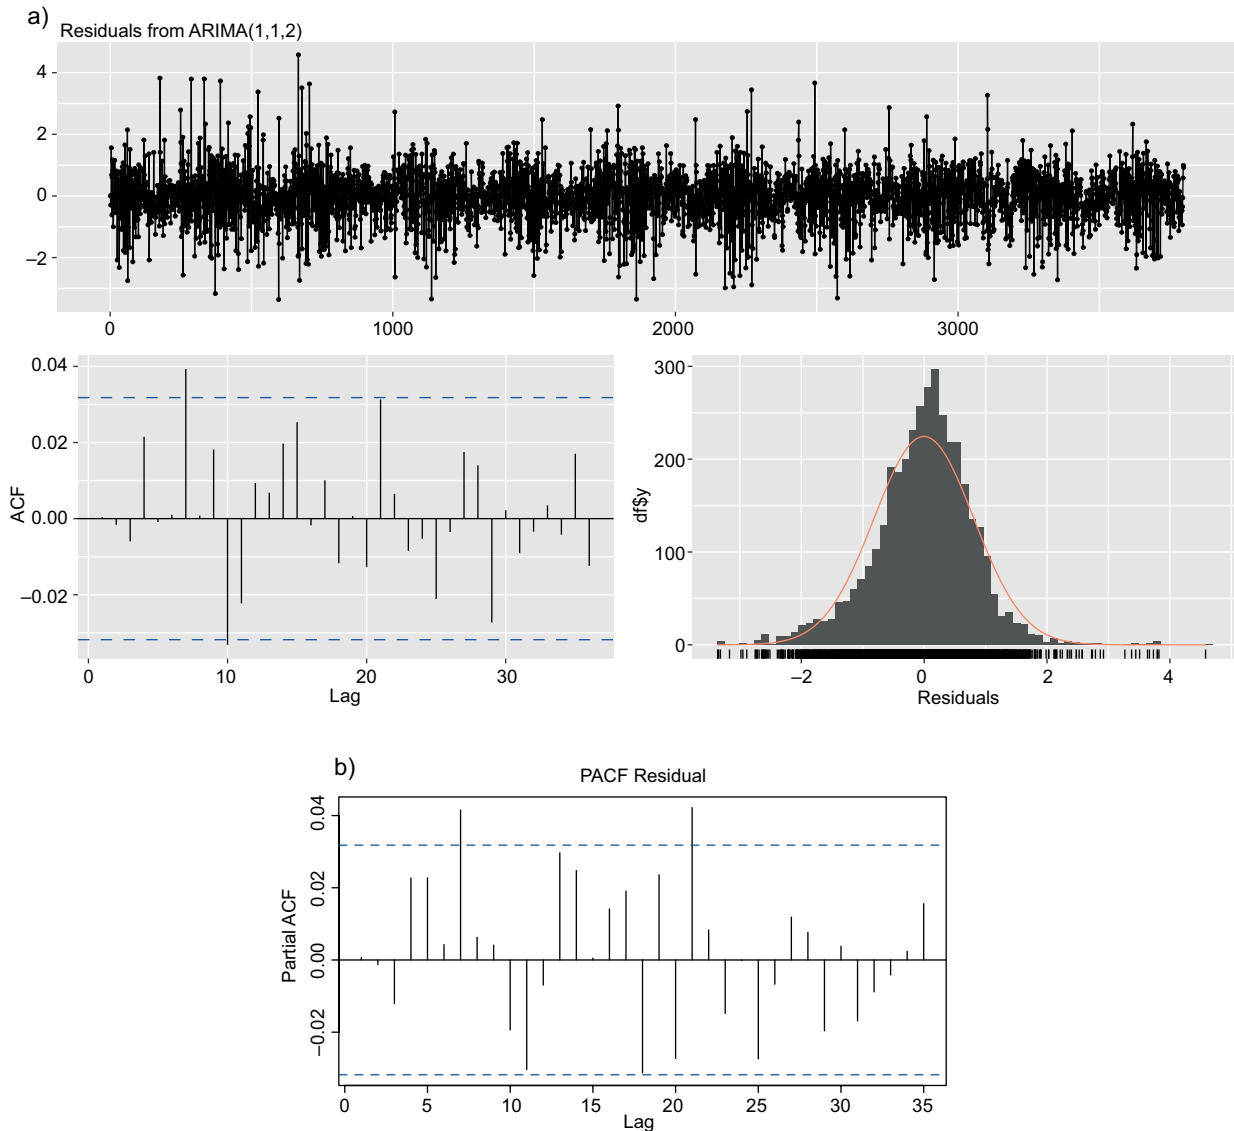 a)
Residuals from ARIMA(1,1,2)
4
2
0
−2
0 1000 2000 3000
0.04
0.02
0.00
−0.02
ACF
0 10 20 30
Lag
300
200
100
0
df$y
−2 0 2 4
Residuals
b)
PACF Residual
0.04
0.02
0.00
−0.02
Partial ACF
0 5 10 15 20 25 30 35
Lag